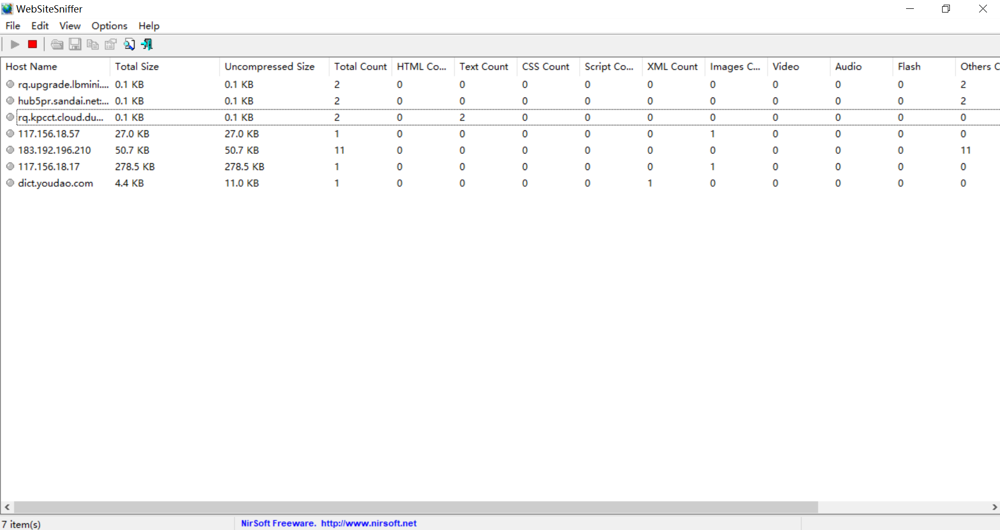 WebSiteSniffer
File Edit View Options Help
Host Name Total Size Uncompressed Size Total Count HTML Co... Text Count CSS Count Script Co... XML Count Images C... Video Audio Flash Others C
rq.upgrade.lbmini.... 0.1 KB 0.1 KB 2 0 0 0 0 0 0 0 0 0 2
hub5pr.sandai.net:... 0.1 KB 0.1 KB 2 0 0 0 0 0 0 0 0 0 2
rq.kpcct.cloud.du... 0.1 KB 0.1 KB 2 0 2 0 0 0 0 0 0 0 0
117.156.18.57 27.0 KB 27.0 KB 1 0 0 0 0 0 1 0 0 0 0
183.192.196.210 50.7 KB 50.7 KB 11 0 0 0 0 0 0 0 0 0 11
117.156.18.17 278.5 KB 278.5 KB 1 0 0 0 0 0 1 0 0 0 0
dict.youdao.com 4.4 KB 11.0 KB 1 0 0 0 0 1 0 0 0 0 0
7 item(s) NirSoft Freeware. http://www.nirsoft.net